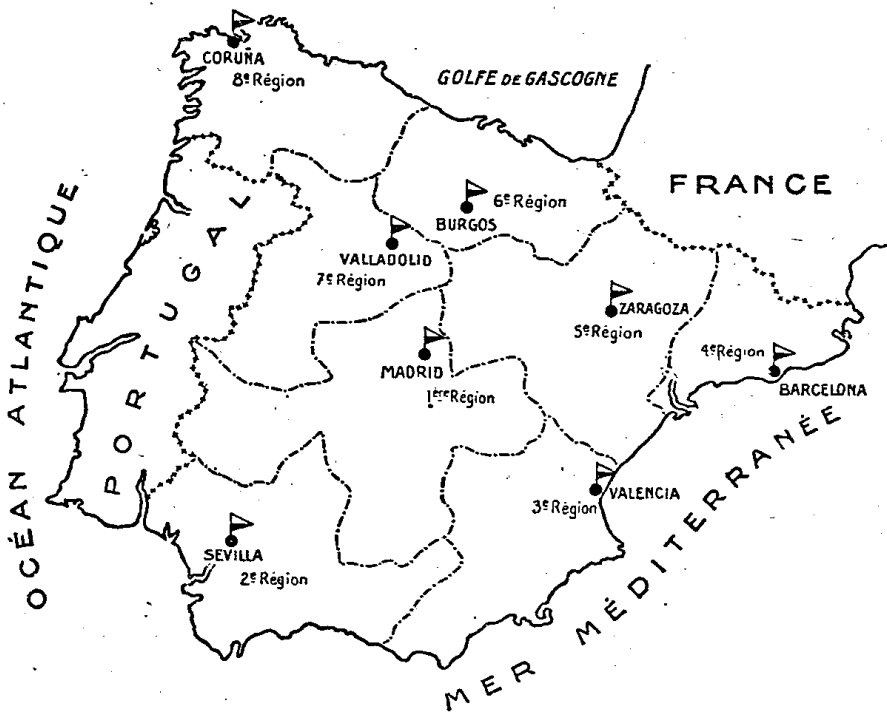 CORUÑA
8e Région
GOLFE DE GASCOGNE
FRANCE
6e Région
BURGOS
VALLADOLID
7e Région
ZARAGOZA
5e Région
4e Région
BARCELONA
MADRID
1ère Région
VALENCIA
3e Région
SEVILLA
2e Région
PORTUGAL
OCÉAN ATLANTIQUE
MER MÉDITERRANÉE